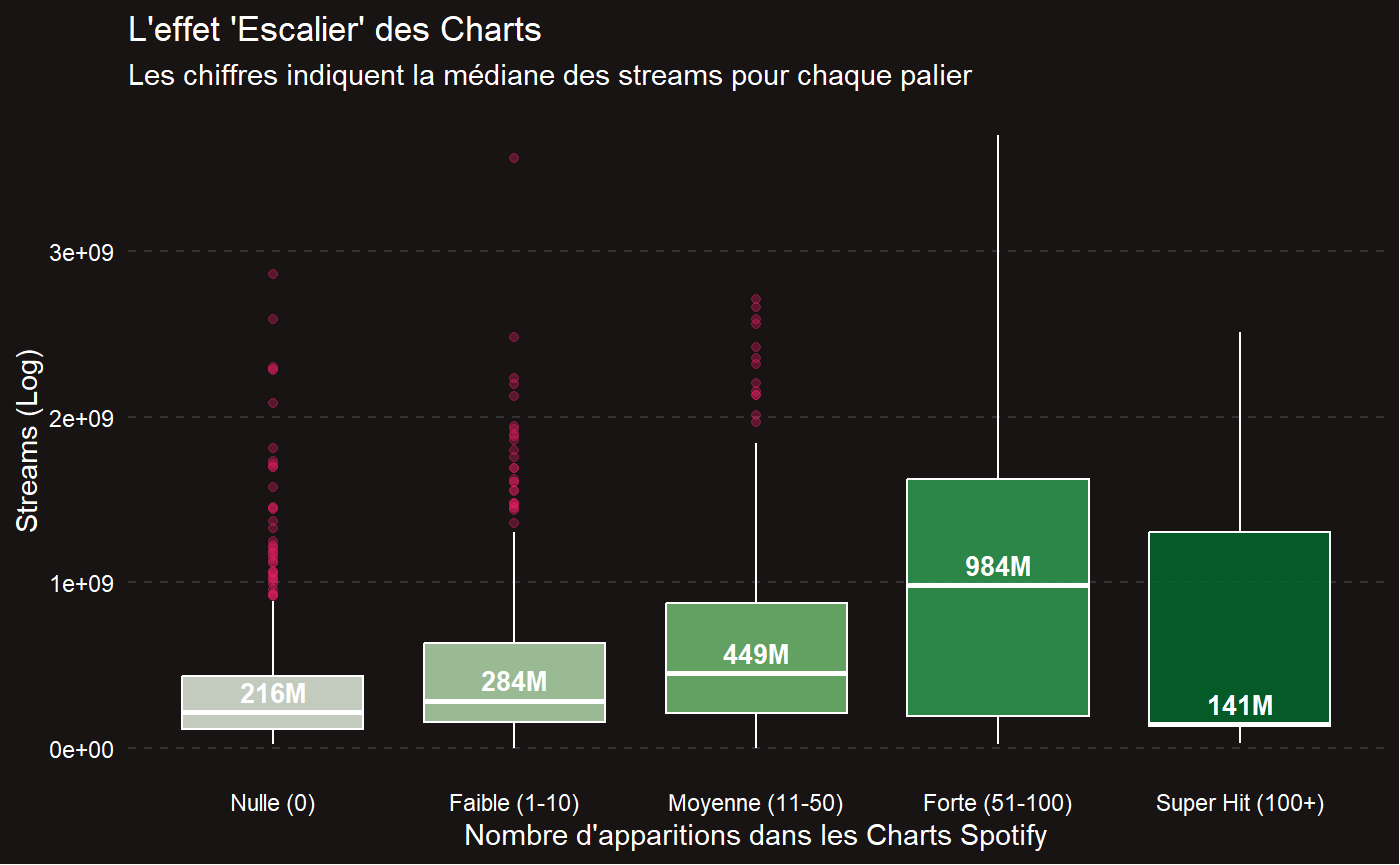 L'effet 'Escalier' des Charts
Les chiffres indiquent la médiane des streams pour chaque palier
Streams (Log)
3e+09
2e+09
1e+09
0e+00
216M
284M
449M
984M
141M
Nulle (0)
Faible (1-10)
Moyenne (11-50)
Forte (51-100)
Super Hit (100+)
Nombre d'apparitions dans les Charts Spotify